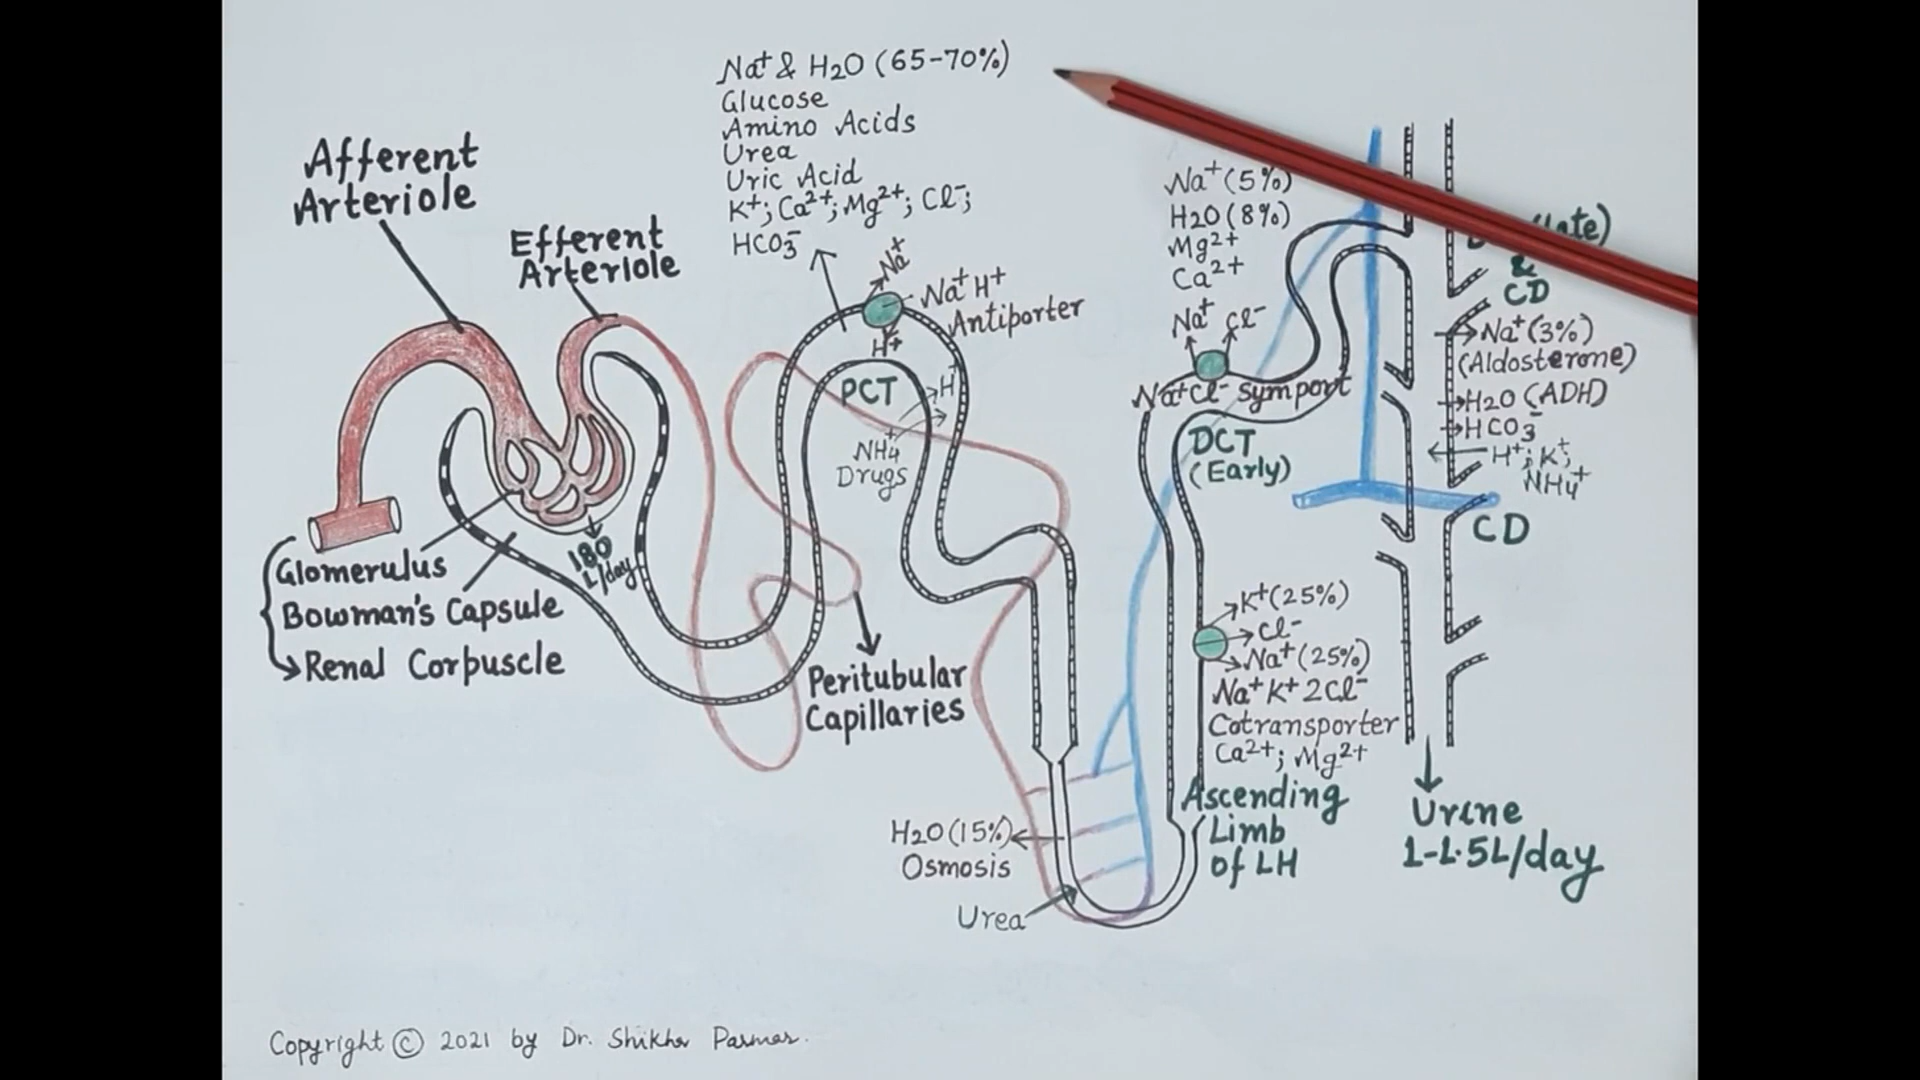 Na+ & H2O (65-70%)
Glucose
Amino Acids
Urea
Uric Acid
K+; Ca2+; Mg2+; Cl-;
HCO3-
Afferent
Arteriole
Efferent
Arteriole
Na+
Na+ H+
Antiporter
H+
PCT
H+
NH4+
Drugs
Glomerulus
Bowman's Capsule
Renal Corpuscle
180
L/day
Peritubular
Capillaries
H2O (15%)
Osmosis
Urea
Na+ (5%)
H2O (8%)
Mg2+
Ca2+
Na+ Cl-
Na+Cl- Symport
DCT
(Early)
K+ (25%)
Cl-
Na+ (25%)
Na+ K+ 2Cl-
Cotransporter
Ca2+; Mg2+
Ascending
Limb
of LH
&
CD
Na+ (3%)
(Aldosterone)
H2O (ADH)
HCO3-
H+; K+;
NH4+
CD
Urine
1-1.5L/day
Copyright © 2021 by Dr. Shikha Parmar.